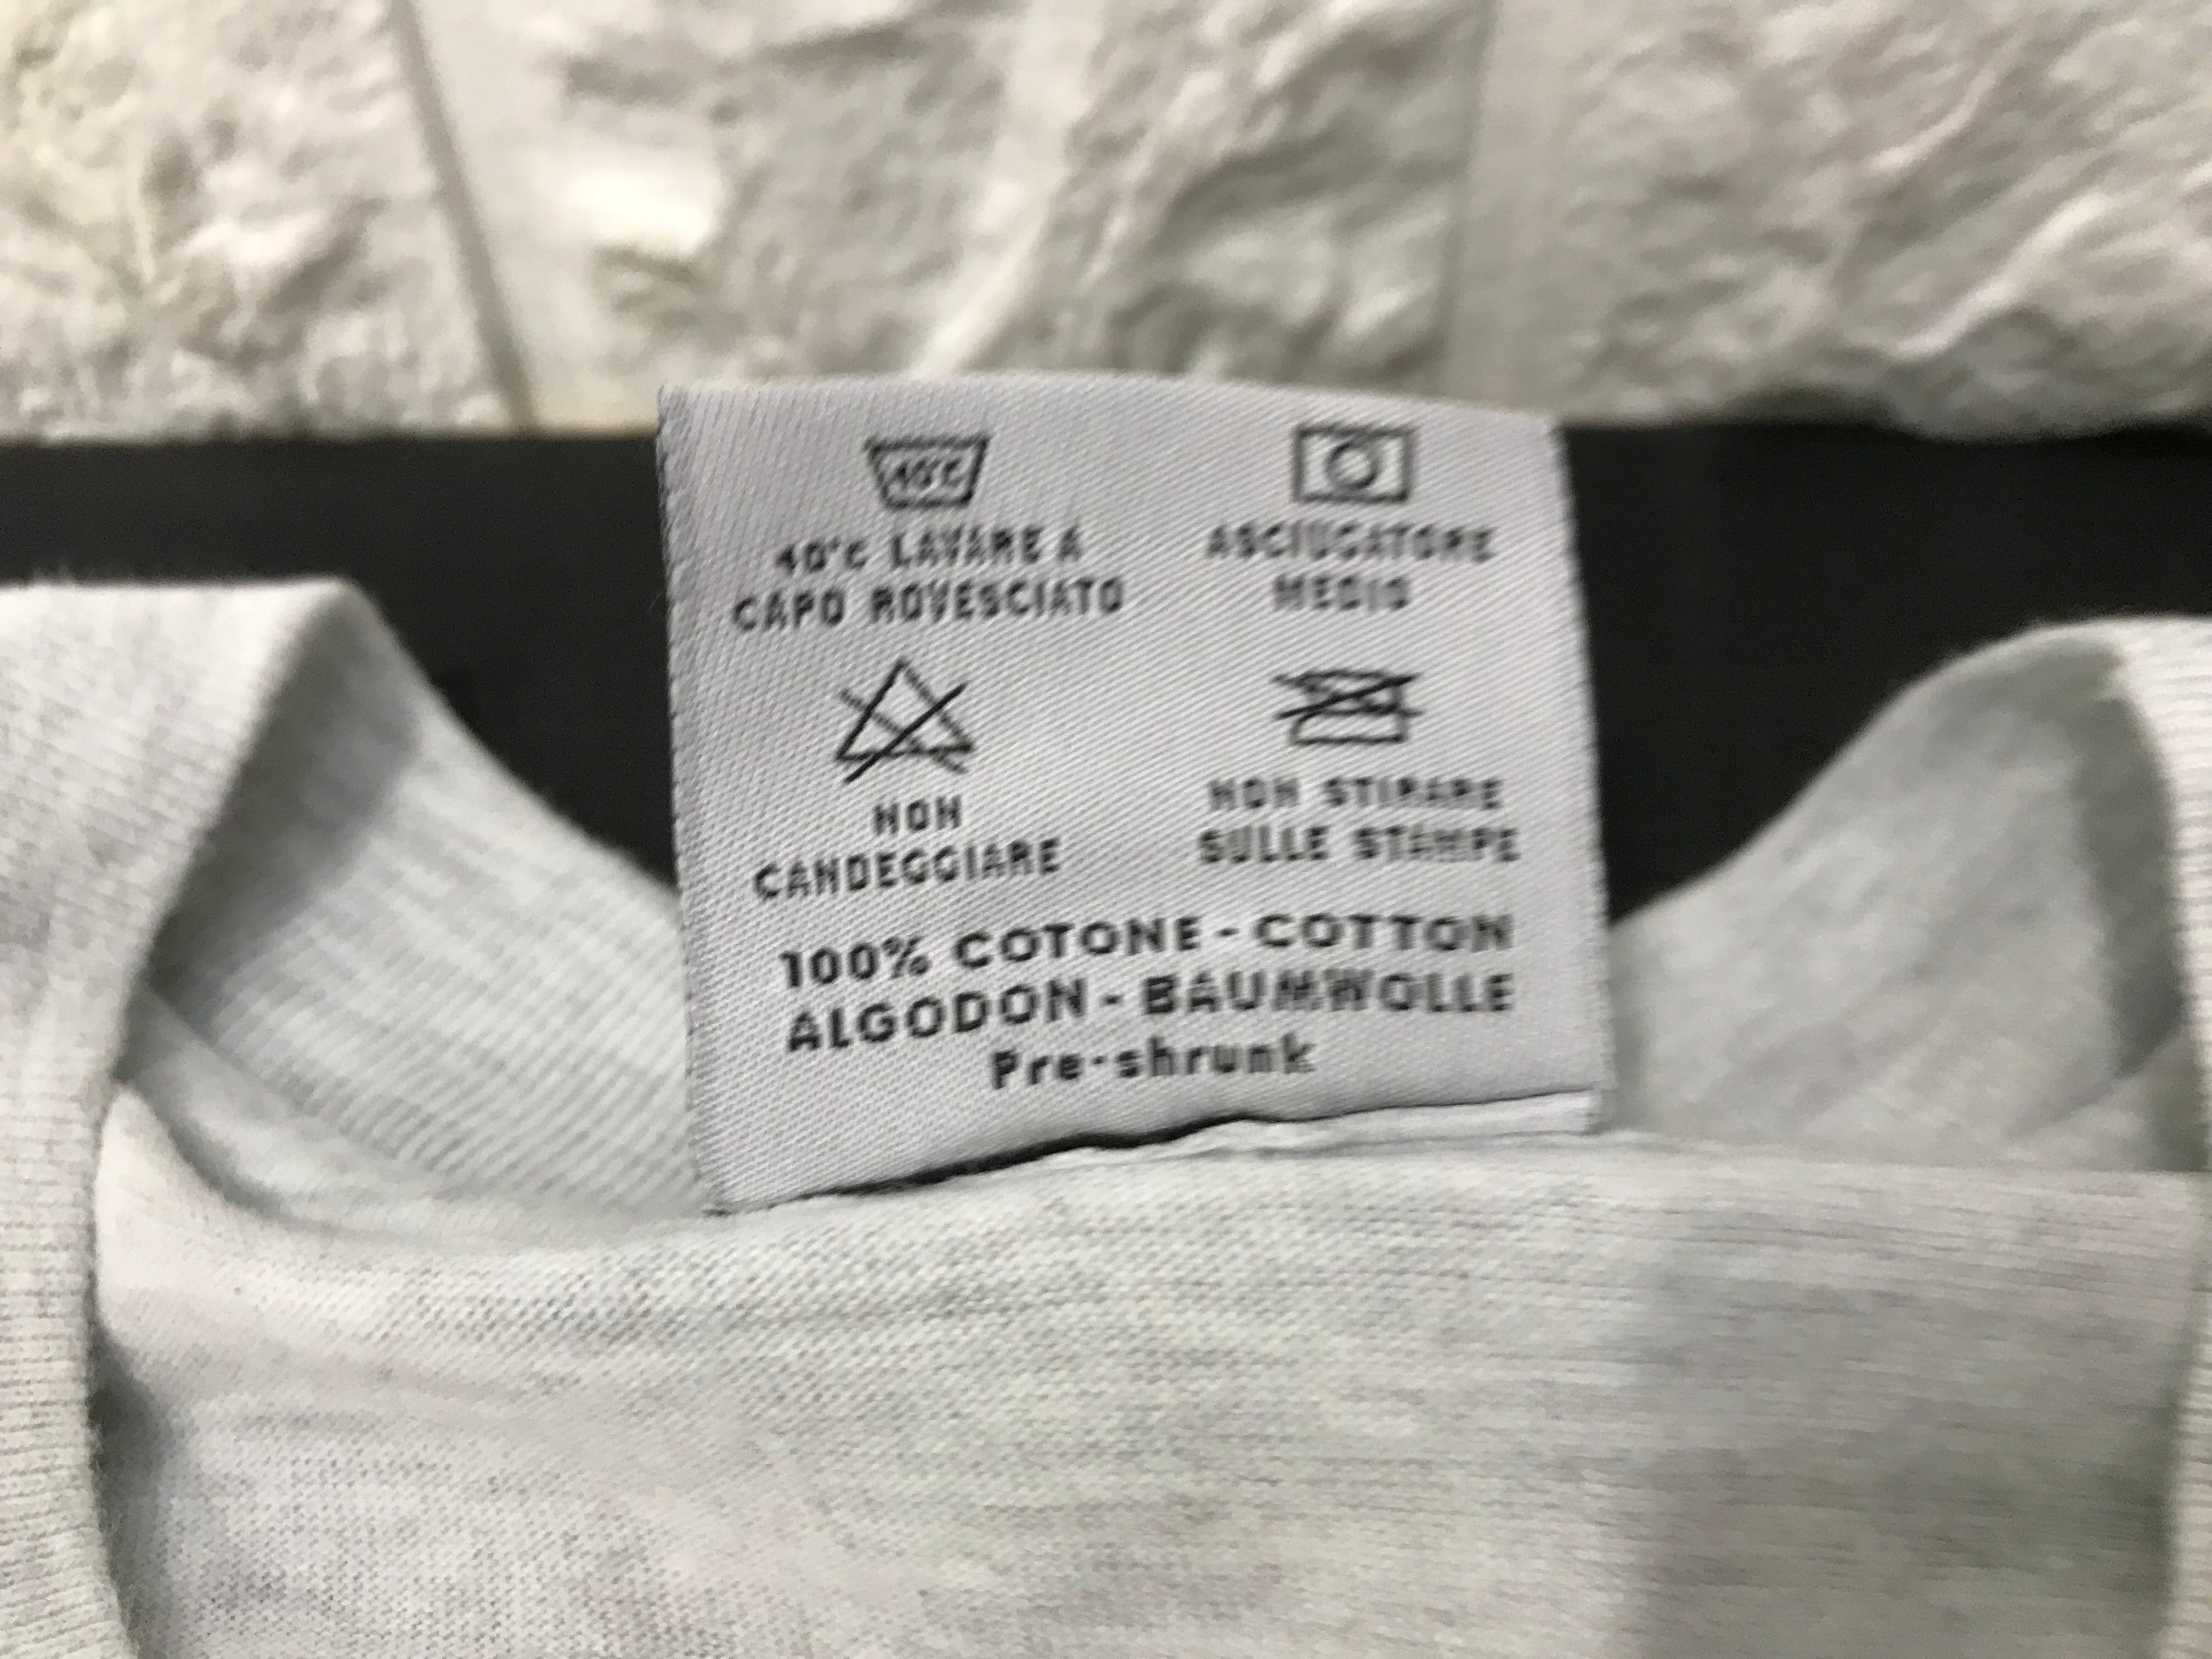 40°C
40°C LAVARE A
CAPO ROVESCIATO
ASCIUGATORE
MEDIO
NON
CANDEGGIARE
NON STIRARE
SULLE STAMPE
100% COTONE - COTTON
ALGODON - BAUMWOLLE
Pre-shrunk